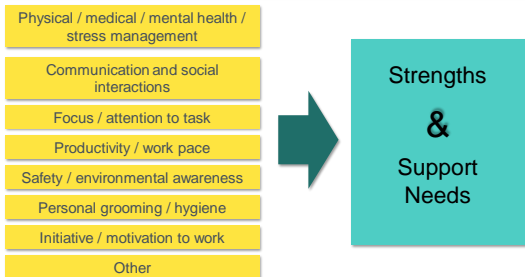 Physical / medical / mental health /
stress management
Communication and social
interactions
Focus / attention to task
Productivity / work pace
Safety / environmental awareness
Personal grooming / hygiene
Initiative / motivation to work
Other
Strengths
&
Support
Needs